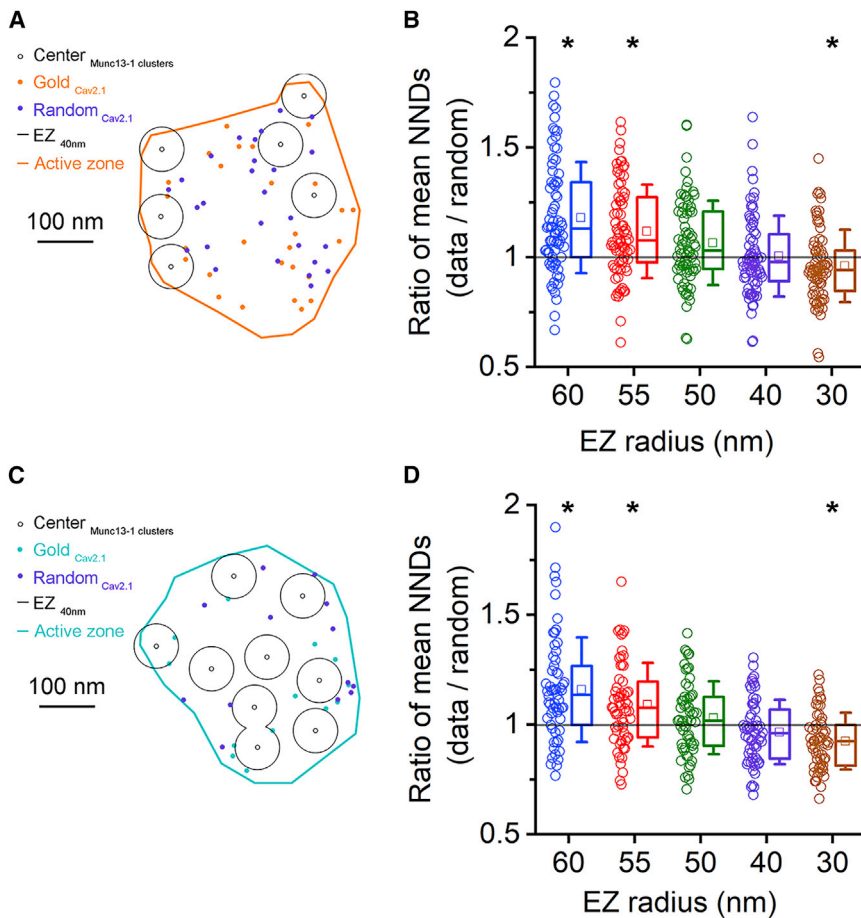 A
Center Munc13-1 clusters
Gold Cav2.1
Random Cav2.1
EZ 40nm
Active zone
100 nm
B
Ratio of mean NNDs
(data / random)
2
1.5
1
0.5
* * *
60 55 50 40 30
EZ radius (nm)
C
Center Munc13-1 clusters
Gold Cav2.1
Random Cav2.1
EZ 40nm
Active zone
100 nm
D
Ratio of mean NNDs
(data / random)
2
1.5
1
0.5
* * *
60 55 50 40 30
EZ radius (nm)